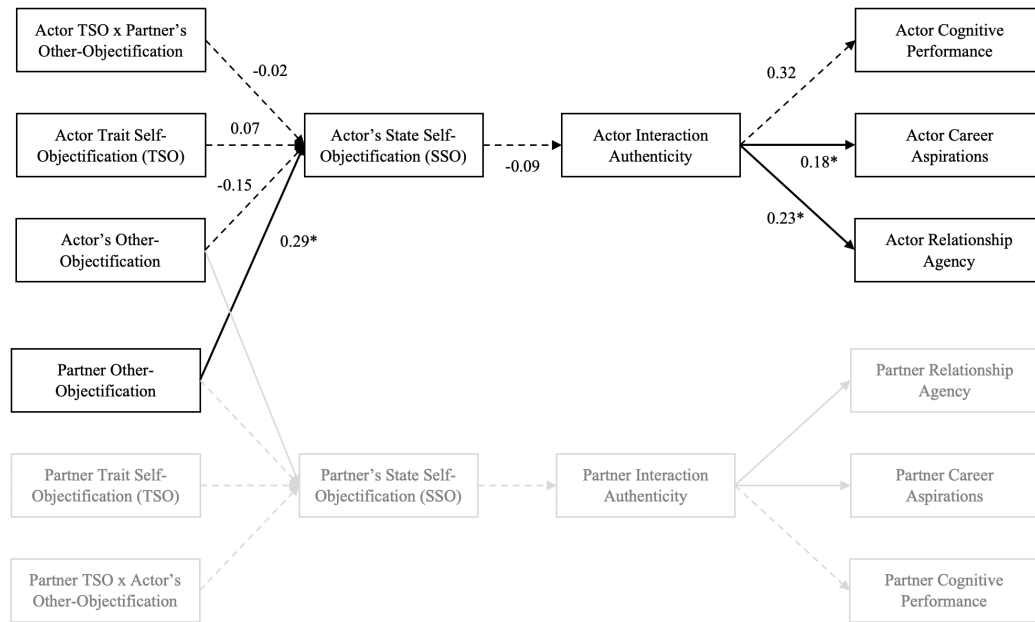 Actor TSO x Partner's
Other-Objectification
Actor Cognitive
Performance
-0.02
0.32
Actor Trait Self-
Objectification (TSO)
0.07
Actor's State Self-
Objectification (SSO)
-0.09
Actor Interaction
Authenticity
0.18*
Actor Career
Aspirations
-0.15
0.23*
Actor's Other-
Objectification
0.29*
Actor Relationship
Agency
Partner Other-
Objectification
Partner Relationship
Agency
Partner Trait Self-
Objectification (TSO)
Partner's State Self-
Objectification (SSO)
Partner Interaction
Authenticity
Partner Career
Aspirations
Partner TSO x Actor's
Other-Objectification
Partner Cognitive
Performance